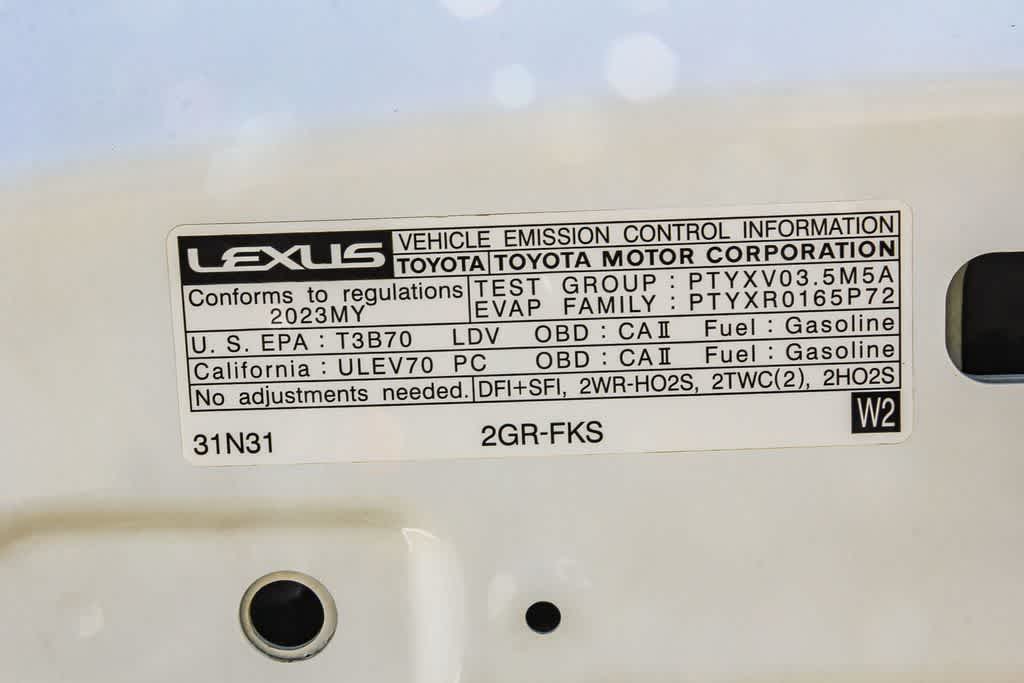 LEXUS VEHICLE EMISSION CONTROL INFORMATION
TOYOTA TOYOTA MOTOR CORPORATION
Conforms to regulations 2023MY
TEST GROUP : PTYXV03.5M5A
EVAP FAMILY : PTYXR0165P72
U. S. EPA : T3B70 LDV OBD : CAⅡ Fuel : Gasoline
California : ULEV70 PC OBD : CAⅡ Fuel : Gasoline
No adjustments needed. DFI+SFI, 2WR-HO2S, 2TWC(2), 2HO2S
31N31 2GR-FKS W2